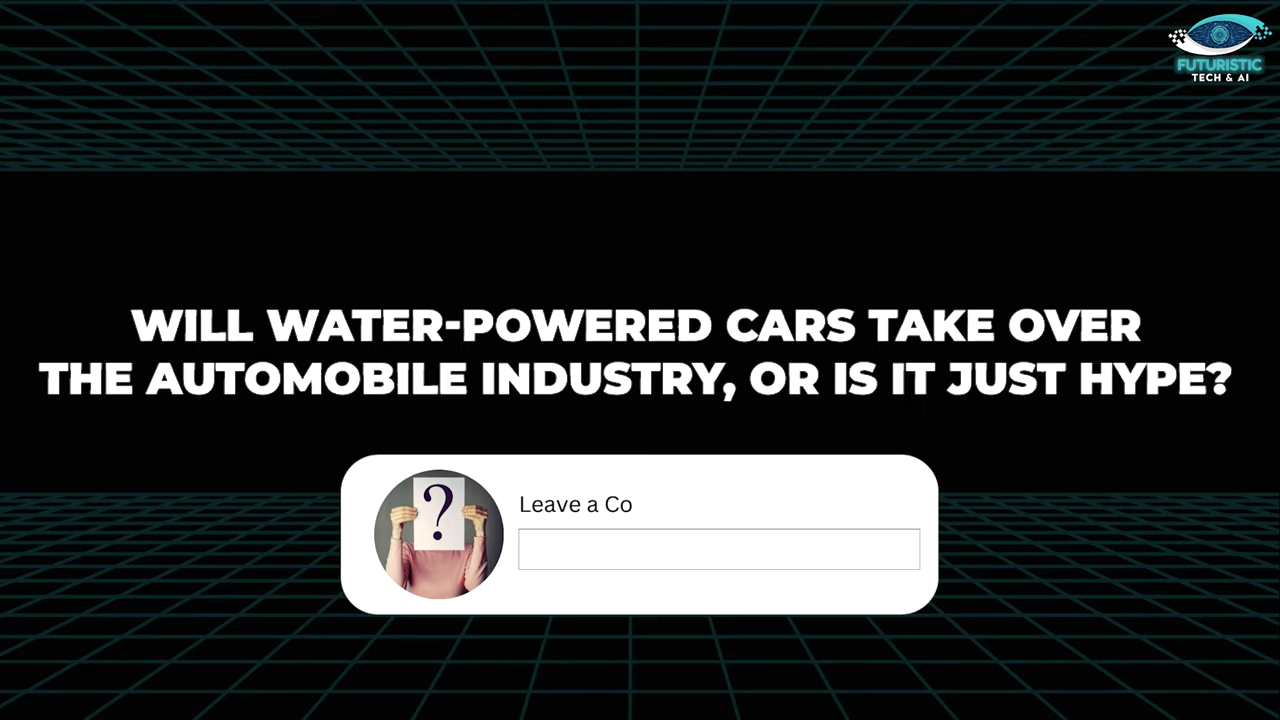 FUTURISTIC
TECH & AI
WILL WATER-POWERED CARS TAKE OVER
THE AUTOMOBILE INDUSTRY, OR IS IT JUST HYPE?
?
Leave a Co